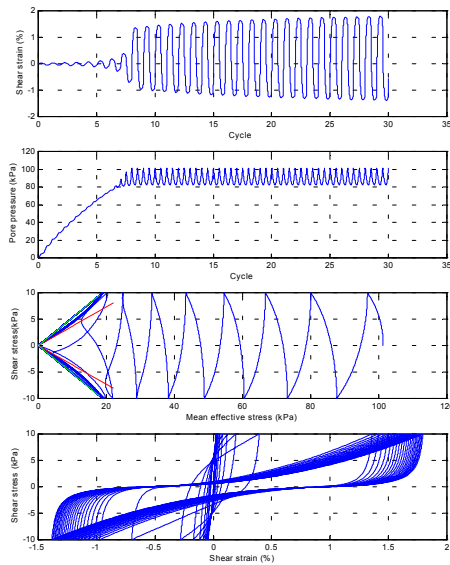 2
1
0
-1
-2
Shear strain (%)
0 5 10 15 20 25 30 35
Cycle
120
100
80
60
40
20
0
Pore pressure (kPa)
0 5 10 15 20 25 30 35
Cycle
10
5
0
-5
-10
Shear stress(kPa)
0 20 40 60 80 100 120
Mean effective stress (kPa)
10
5
0
-5
-10
Shear stress (kPa)
-1.5 -1 -0.5 0 0.5 1 1.5 2
Shear strain (%)